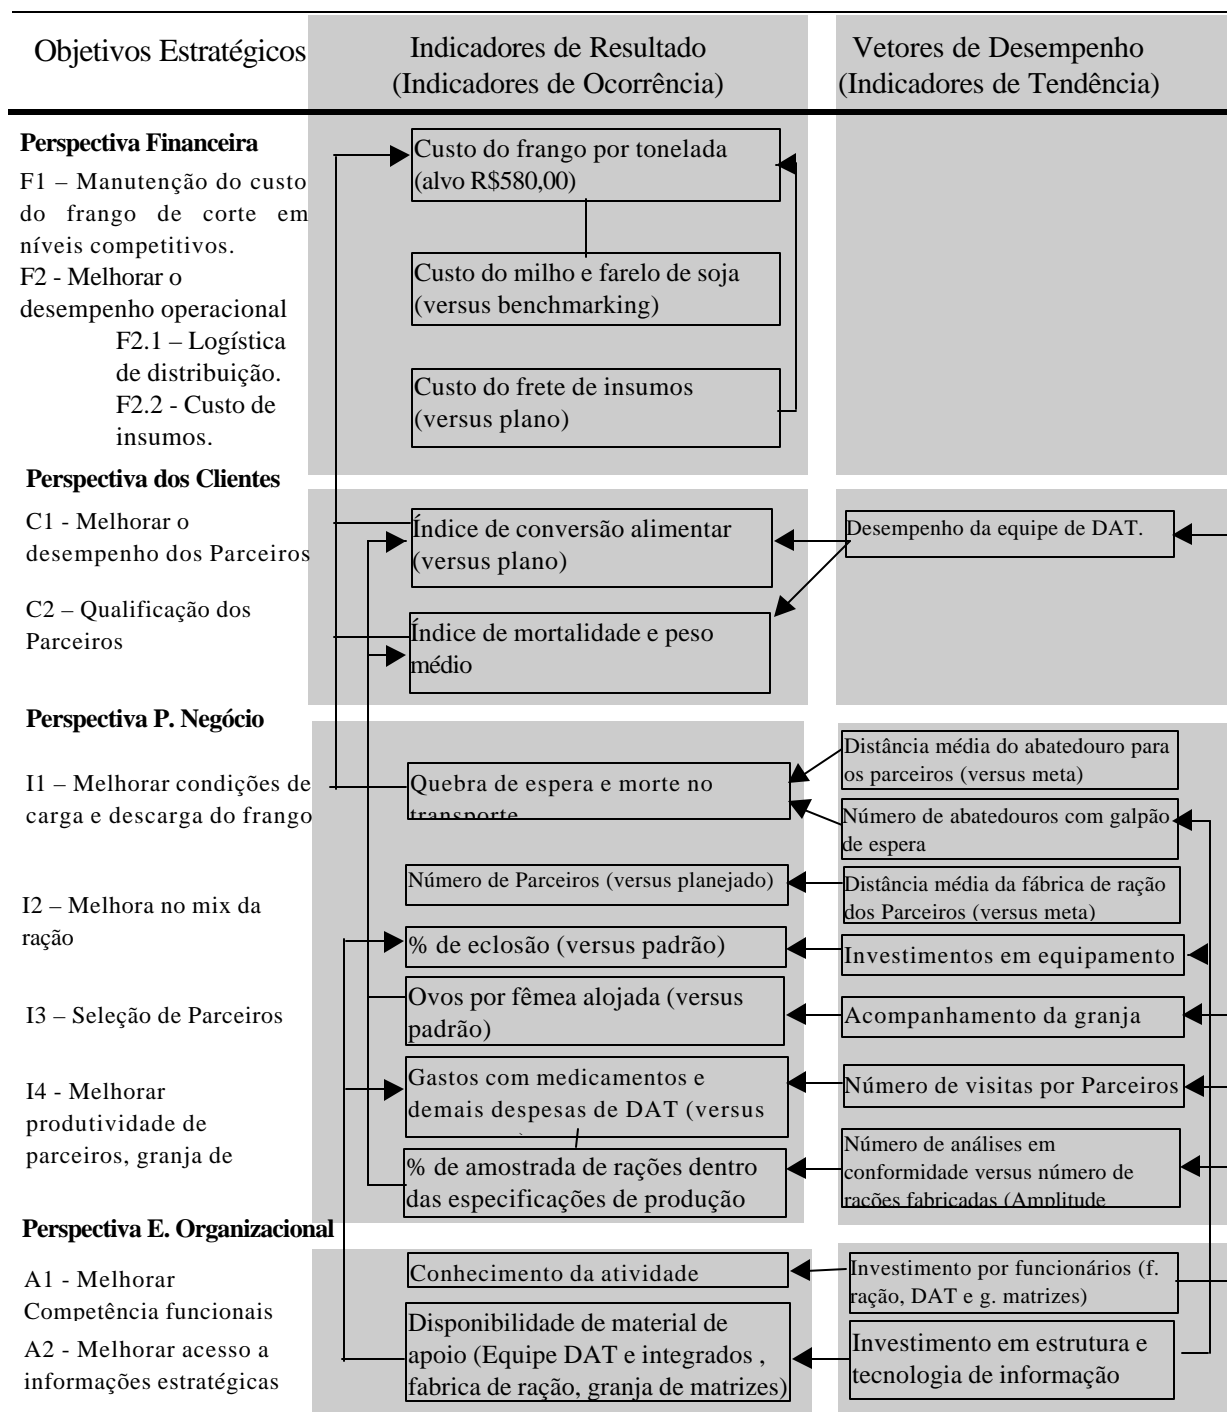 Objetivos Estratégicos
Indicadores de Resultado
(Indicadores de Ocorrência)
Vetores de Desempenho
(Indicadores de Tendência)
Perspectiva Financeira
F1 – Manutenção do custo
do frango de corte em
níveis competitivos.
F2 - Melhorar o
desempenho operacional
F2.1 – Logística
de distribuição.
F2.2 - Custo de
insumos.
Custo do frango por tonelada
(alvo R$580,00)
Custo do milho e farelo de soja
(versus benchmarking)
Custo do frete de insumos
(versus plano)
Perspectiva dos Clientes
C1 - Melhorar o
desempenho dos Parceiros
C2 – Qualificação dos
Parceiros
Índice de conversão alimentar
(versus plano)
Índice de mortalidade e peso
médio
Desempenho da equipe de DAT.
Perspectiva P. Negócio
I1 – Melhorar condições de
carga e descarga do frango
I2 – Melhora no mix da
ração
I3 – Seleção de Parceiros
I4 - Melhorar
produtividade de
parceiros, granja de
Quebra de espera e morte no
transporte
Número de Parceiros (versus planejado)
% de eclosão (versus padrão)
Ovos por fêmea alojada (versus
padrão)
Gastos com medicamentos e
demais despesas de DAT (versus
% de amostrada de rações dentro
das especificações de produção
Distância média do abatedouro para
os parceiros (versus meta)
Número de abatedouros com galpão
de espera
Distância média da fábrica de ração
dos Parceiros (versus meta)
Investimentos em equipamento
Acompanhamento da granja
Número de visitas por Parceiros
Número de análises em
conformidade versus número de
rações fabricadas (Amplitude
Perspectiva E. Organizacional
A1 - Melhorar
Competência funcionais
A2 - Melhorar acesso a
informações estratégicas
Conhecimento da atividade
Disponibilidade de material de
apoio (Equipe DAT e integrados ,
fabrica de ração, granja de matrizes)
Investimento por funcionários (f.
ração, DAT e g. matrizes)
Investimento em estrutura e
tecnologia de informação